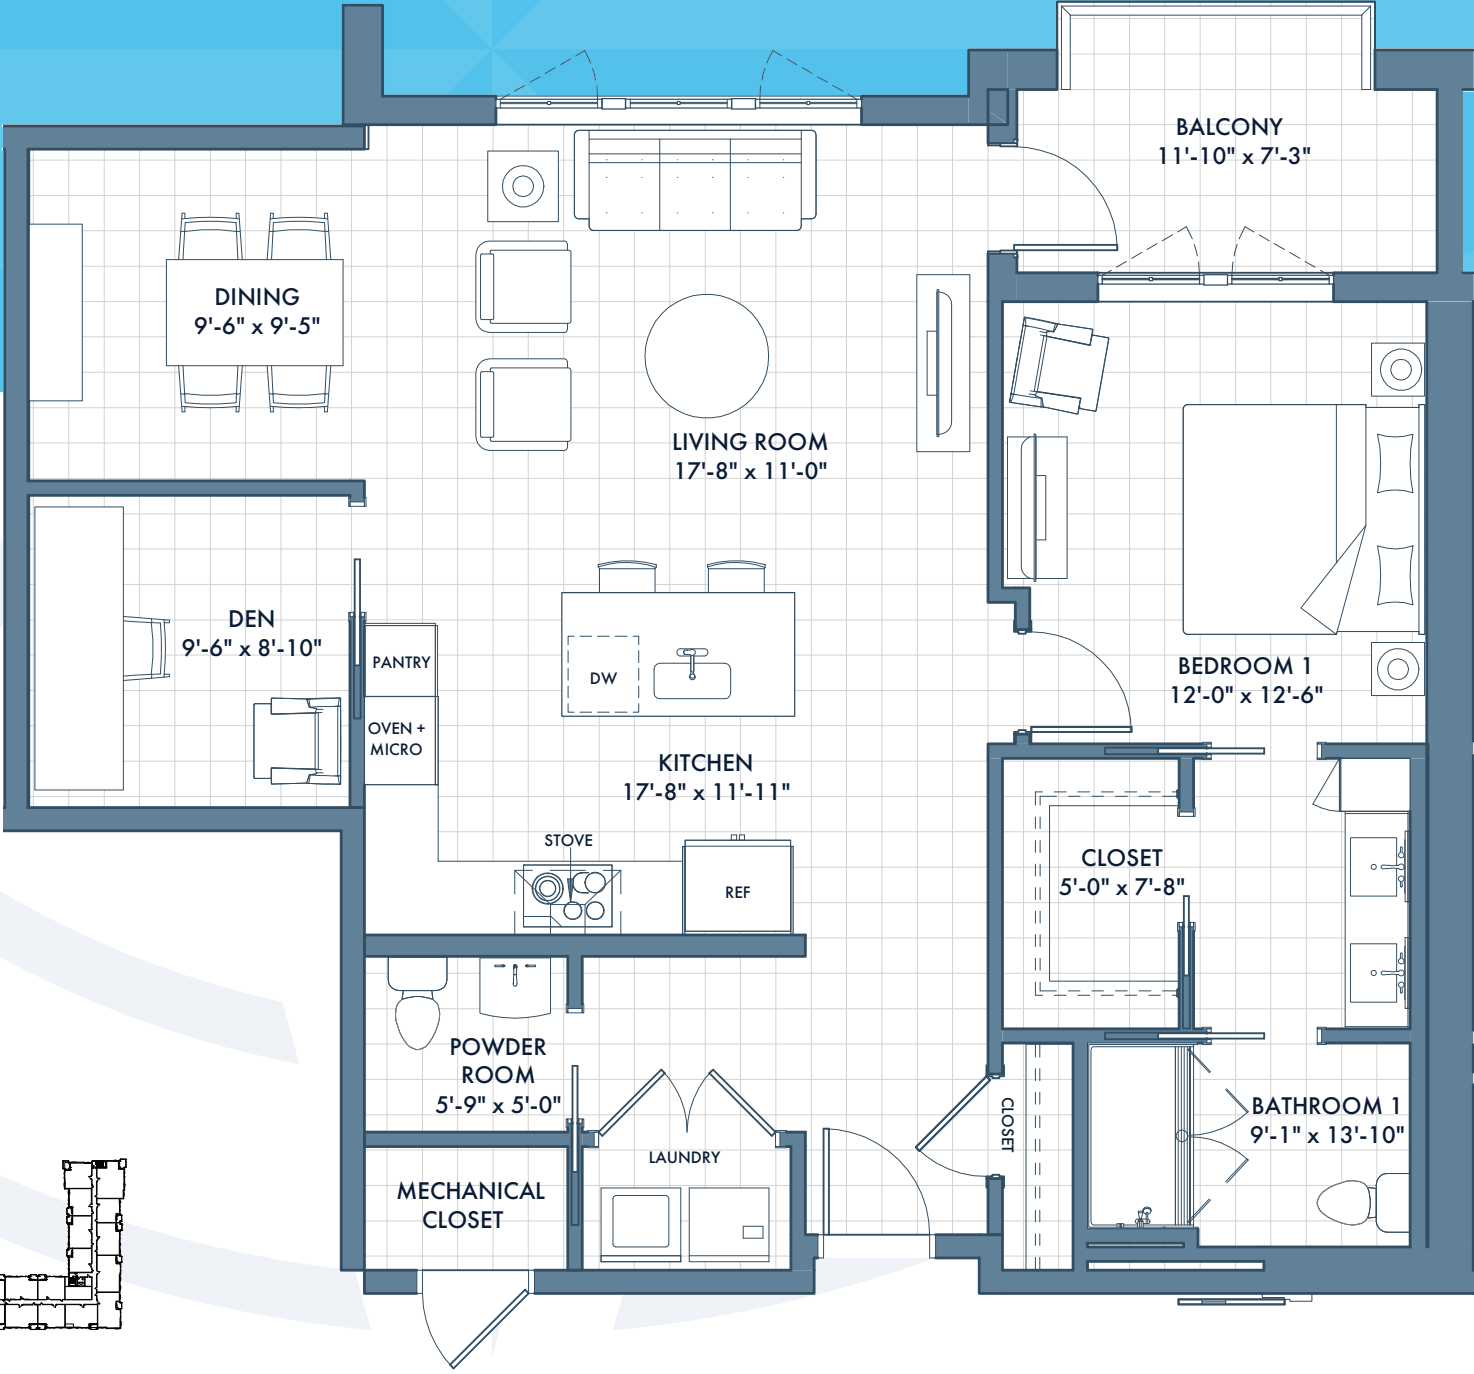 BALCONY
11'-10" x 7'-3"
DINING
9'-6" x 9'-5"
LIVING ROOM
17'-8" x 11'-0"
DEN
9'-6" x 8'-10"
PANTRY
OVEN +
MICRO
DW
BEDROOM 1
12'-0" x 12'-6"
KITCHEN
17'-8" x 11'-11"
STOVE
REF
CLOSET
5'-0" x 7'-8"
POWDER
ROOM
5'-9" x 5'-0"
CLOSET
BATHROOM 1
9'-1" x 13'-10"
LAUNDRY
MECHANICAL
CLOSET